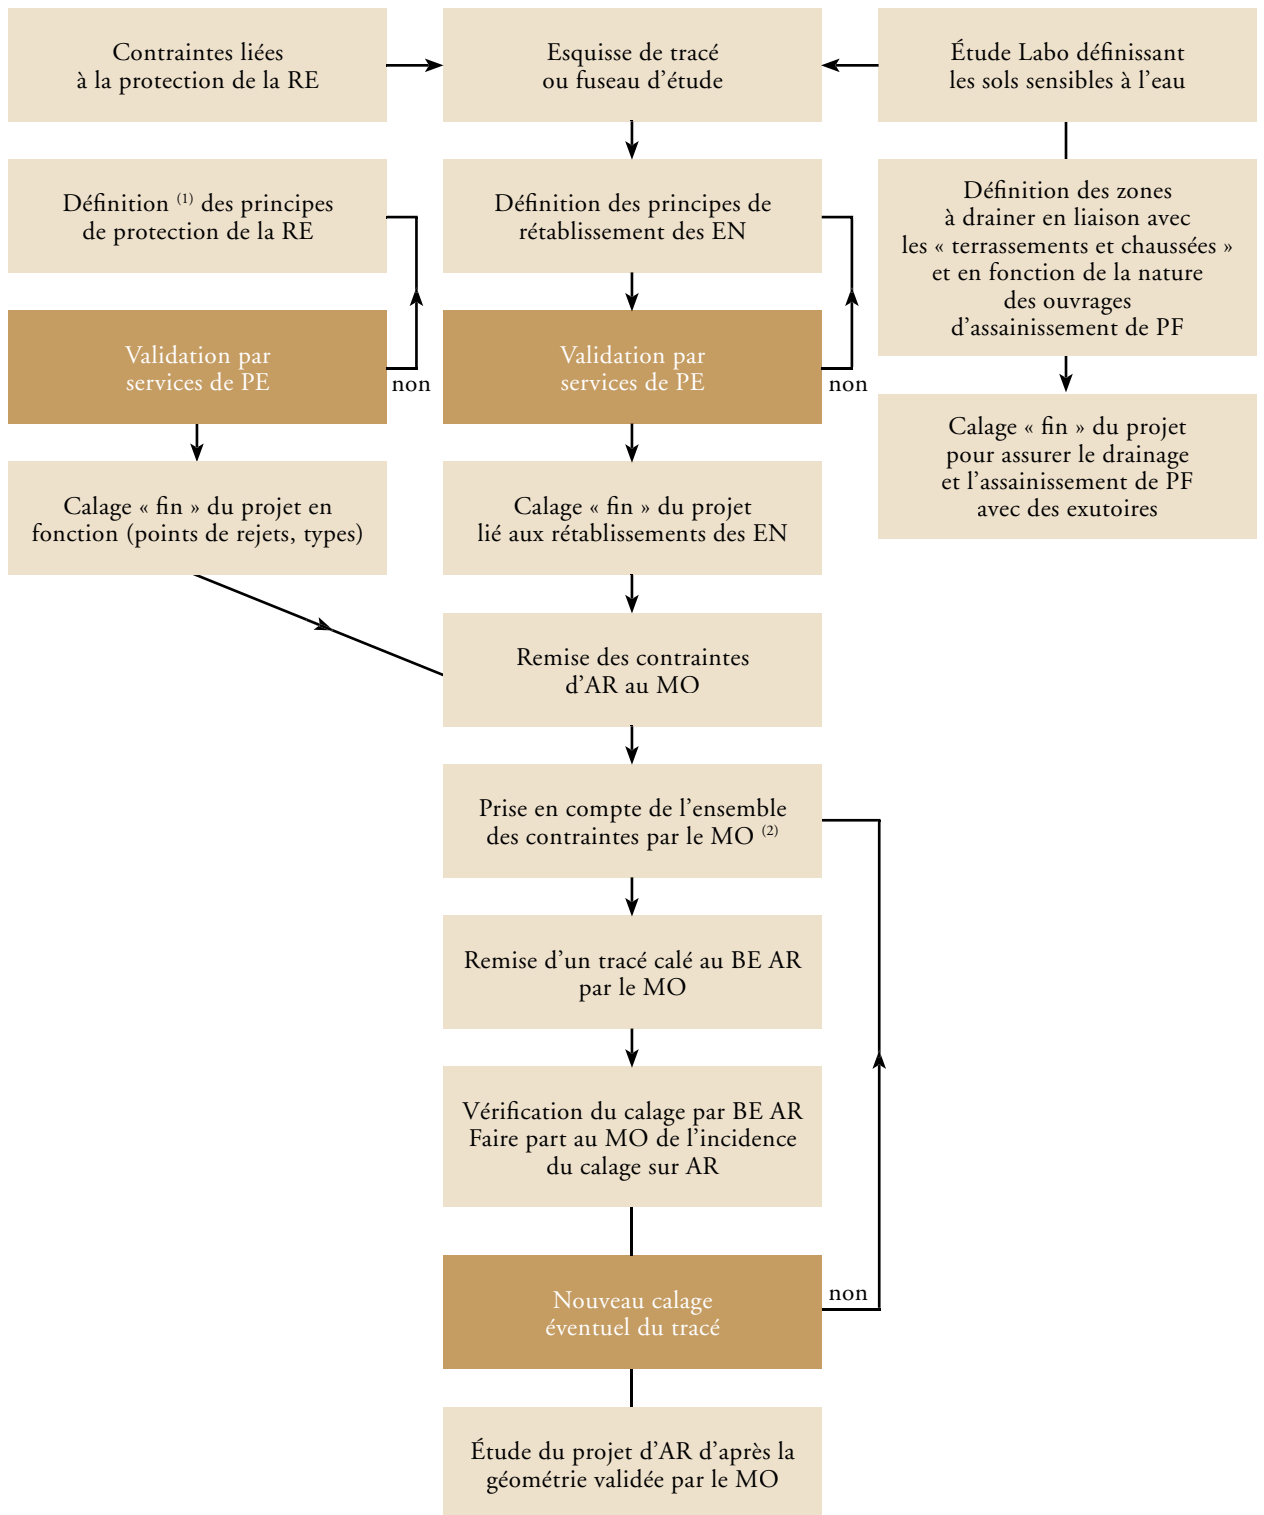 Contraintes liées
à la protection de la RE
Esquisse de tracé
ou fuseau d’étude
Étude Labo définissant
les sols sensibles à l’eau
Définition (1) des principes
de protection de la RE
Définition des principes de
rétablissement des EN
Définition des zones
à drainer en liaison avec
les « terrassements et chaussées »
et en fonction de la nature
des ouvrages
d’assainissement de PF
Validation par
services de PE
non
Validation par
services de PE
non
Calage « fin » du projet
pour assurer le drainage
et l’assainissement de PF
avec des exutoires
Calage « fin » du projet en
fonction (points de rejets, types)
Calage « fin » du projet
lié aux rétablissements des EN
Remise des contraintes
d’AR au MO
Prise en compte de l’ensemble
des contraintes par le MO (2)
Remise d’un tracé calé au BE AR
par le MO
Vérification du calage par BE AR
Faire part au MO de l’incidence
du calage sur AR
Nouveau calage
éventuel du tracé
non
Étude du projet d’AR d’après la
géométrie validée par le MO